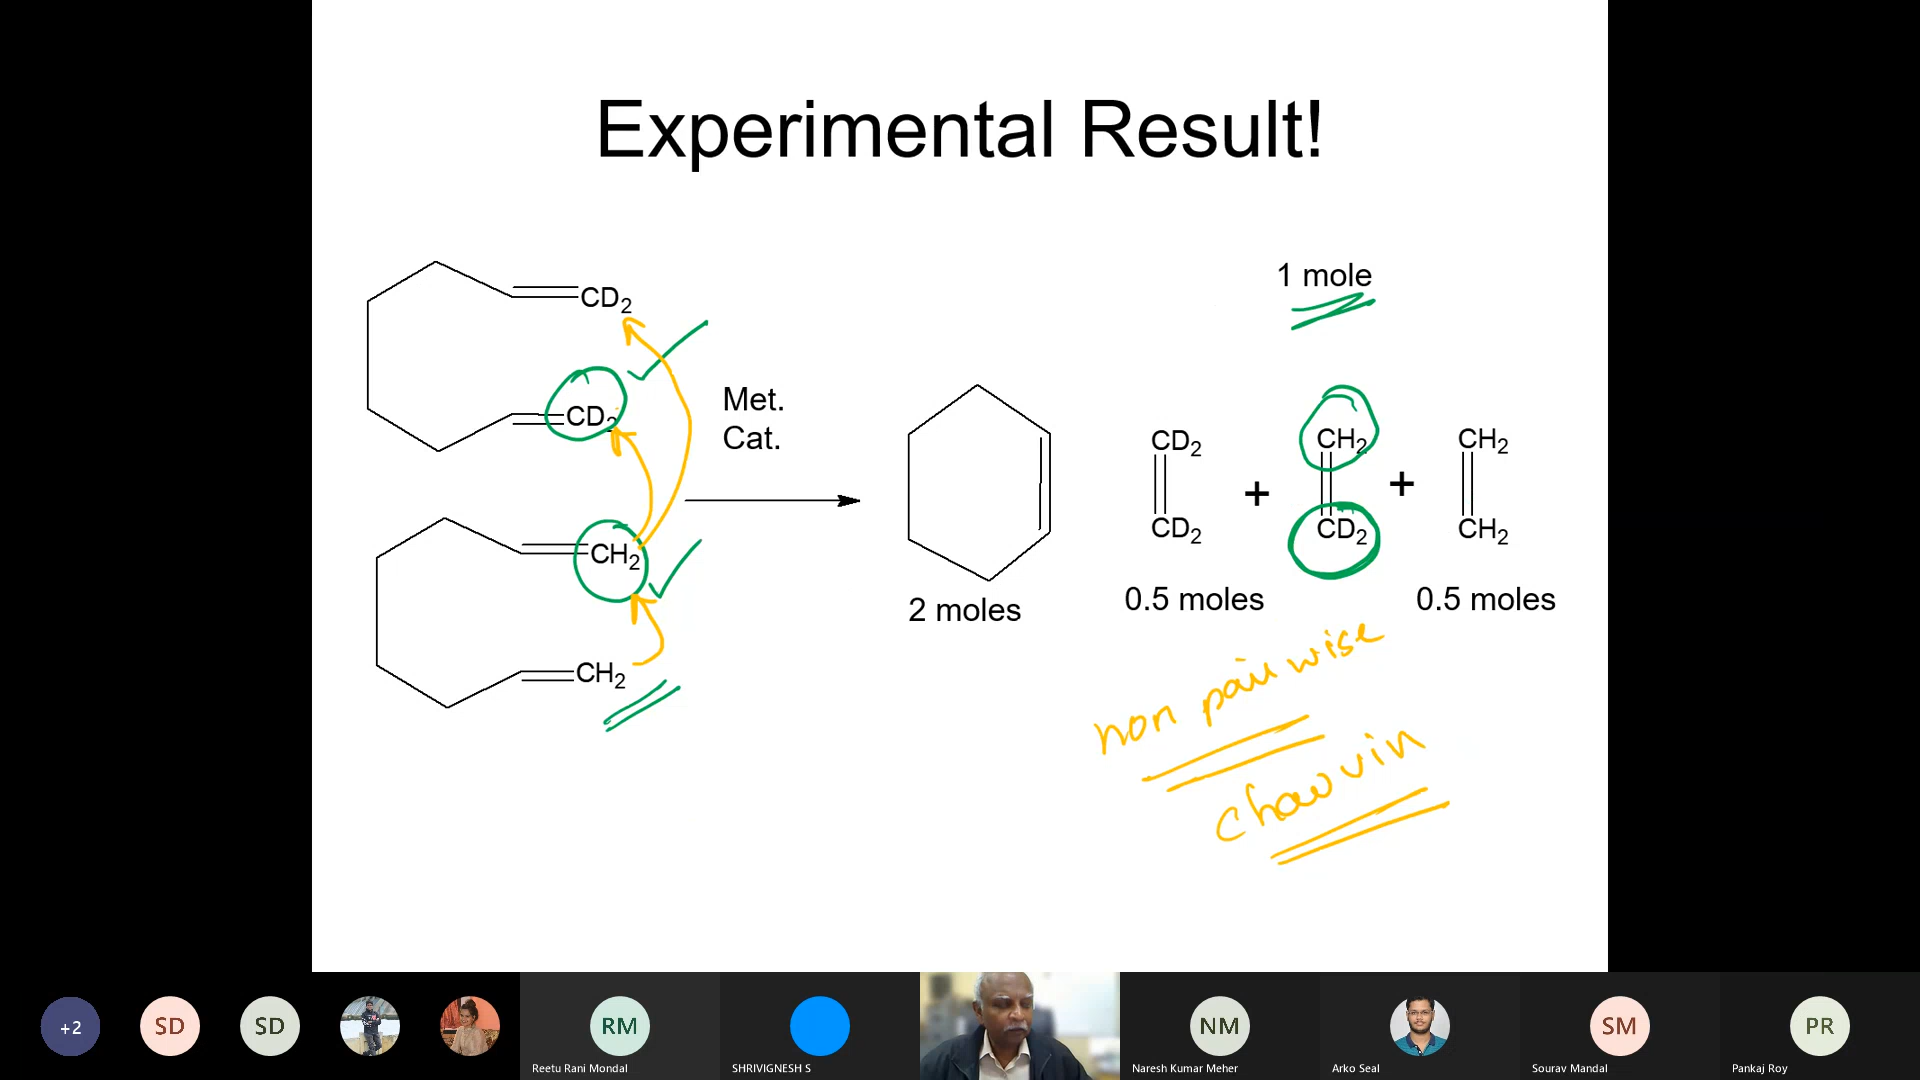 Experimental Result!
1 mole
CD2
CD2
Met.
Cat.
CH2
CH2
CD2
CD2
+
CH2
CD2
+
CH2
CH2
2 moles
0.5 moles
0.5 moles
non pairwise
chauvin
+2
SD
SD
RM
NM
SM
PR
Reetu Rani Mondal
SHRIVIGNESH S
Naresh Kumar Meher
Arko Seal
Sourav Mandal
Pankaj Roy